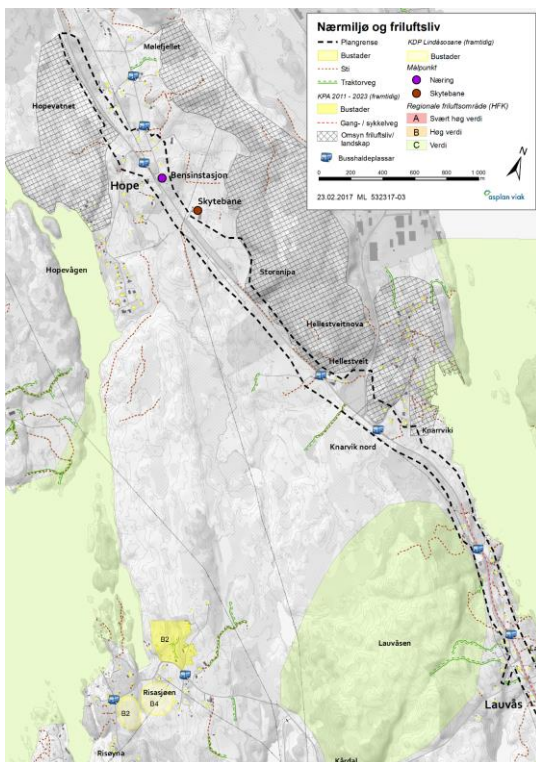 Nærmiljø og friluftsliv
Plangrense
Bustader
Sti
Traktorveg
KPA 2011 - 2023 (framtidig)
Bustader
Gang- / sykkelveg
Omsyn friluftsliv/
landskap
Busshaldeplassar
KDP Lindåsosane (framtidig)
Bustader
Målpunkt
Næring
Skytebane
Regionale friluftsområde (HFK)
A Svært høg verdi
B Høg verdi
C Verdi
0 200 400 600 800 1 000
23.02.2017 ML 532317-03
asplan viak
Mølefjellet
Hopevatnet
Bensinstasjon
Hope
Skytebane
Hopevågen
Storenipa
Hellestveitnova
Hellestveit
Knarrviki
Knarvik nord
Lauvåsen
B2
Risasjøen
B4
B2
Lauvås
Risøyna
Kårdal